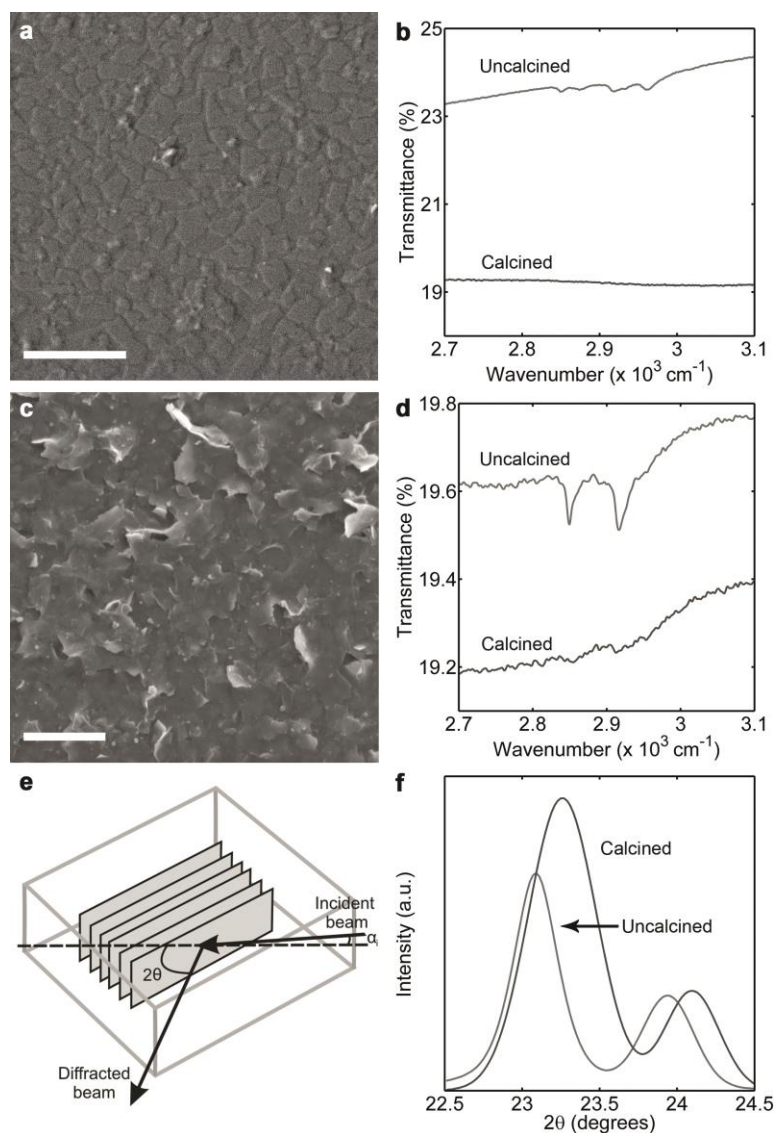 a
b
25
23
21
19
Transmittance (%)
Uncalcined
Calcined
2.7
2.8
2.9
3
3.1
Wavenumber (x 10³ cm⁻¹)
c
d
19.8
19.6
19.4
19.2
Transmittance (%)
Uncalcined
Calcined
2.7
2.8
2.9
3
3.1
Wavenumber (x 10³ cm⁻¹)
e
Incident
beam
αᵢ
2θ
Diffracted
beam
f
Intensity (a.u.)
Calcined
Uncalcined
22.5
23
23.5
24
24.5
2θ (degrees)